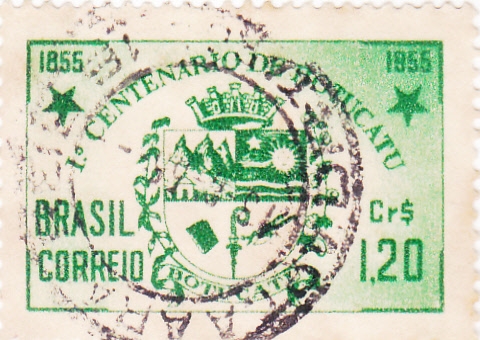 1855 1955
1º CENTENARIO DE BOTUCATU
BRASIL
CORREIO
Cr$
1,20
BOTUCATU